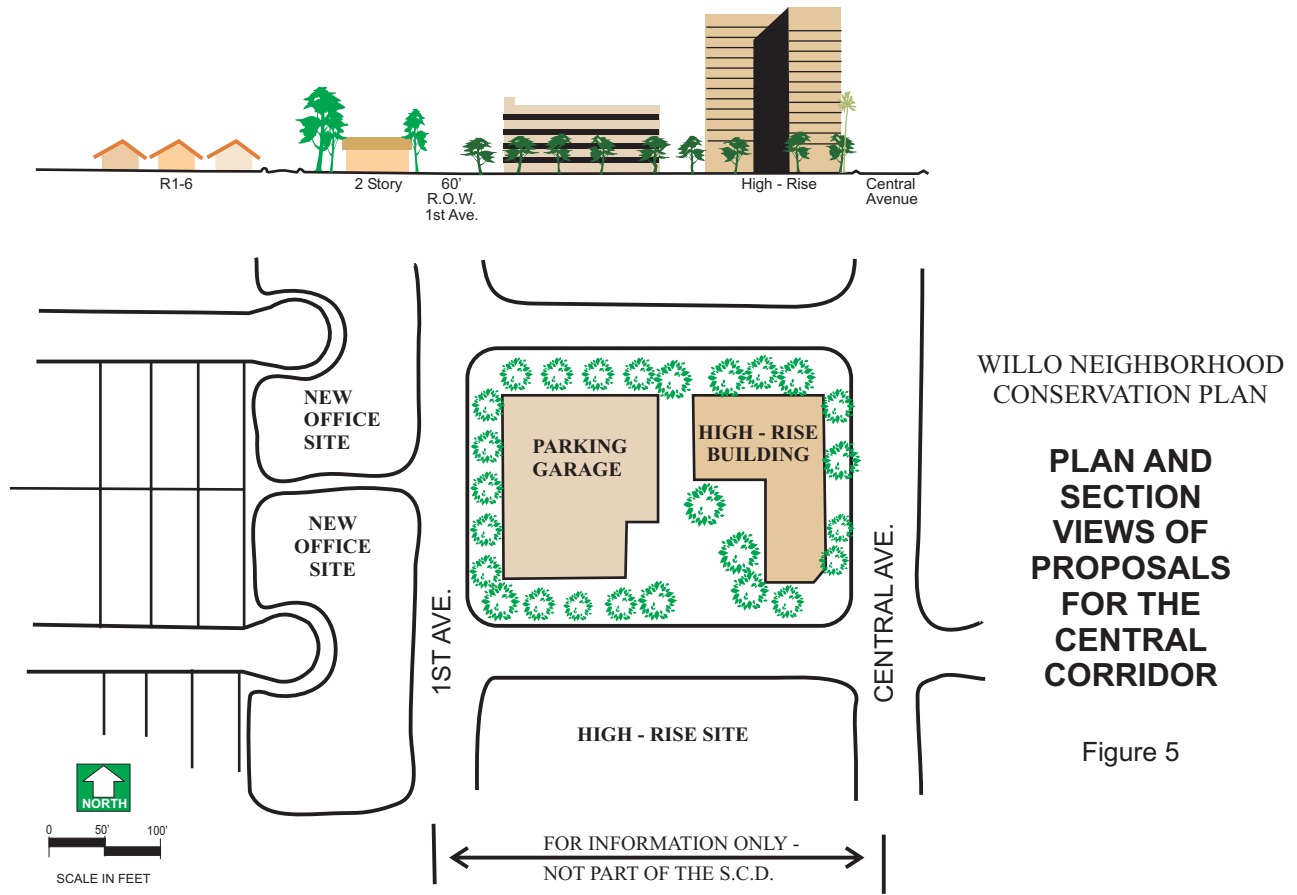 R1-6
2 Story
60'
R.O.W.
1st Ave.
High - Rise
Central
Avenue
NEW
OFFICE
SITE
NEW
OFFICE
SITE
1ST AVE.
PARKING
GARAGE
HIGH - RISE
BUILDING
CENTRAL AVE.
HIGH - RISE SITE
WILLO NEIGHBORHOOD
CONSERVATION PLAN
PLAN AND
SECTION
VIEWS OF
PROPOSALS
FOR THE
CENTRAL
CORRIDOR
Figure 5
NORTH
0 50' 100'
SCALE IN FEET
FOR INFORMATION ONLY -
NOT PART OF THE S.C.D.